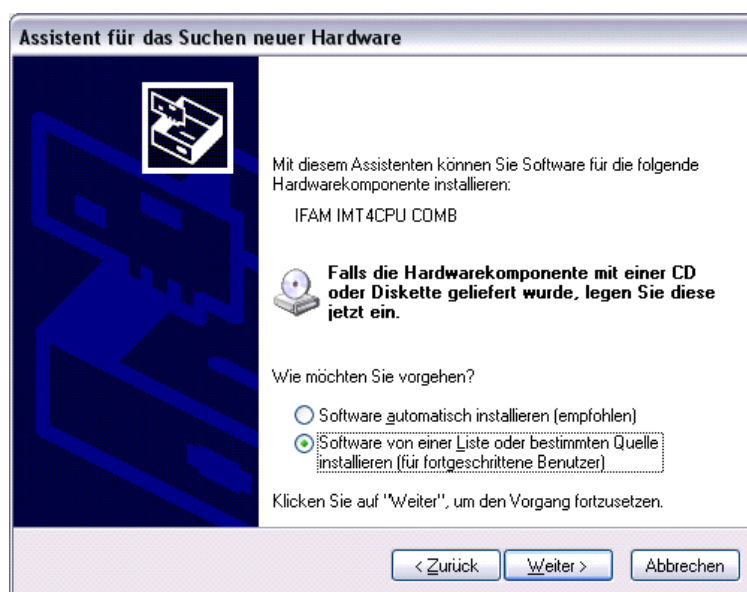 Assistent für das Suchen neuer Hardware
Mit diesem Assistenten können Sie Software für die folgende
Hardwarekomponente installieren:
IFAM IMT4CPU COMB
Falls die Hardwarekomponente mit einer CD
oder Diskette geliefert wurde, legen Sie diese
jetzt ein.
Wie möchten Sie vorgehen?
Software automatisch installieren (empfohlen)
Software von einer Liste oder bestimmten Quelle
installieren (für fortgeschrittene Benutzer)
Klicken Sie auf "Weiter", um den Vorgang fortzusetzen.
< Zurück Weiter > Abbrechen